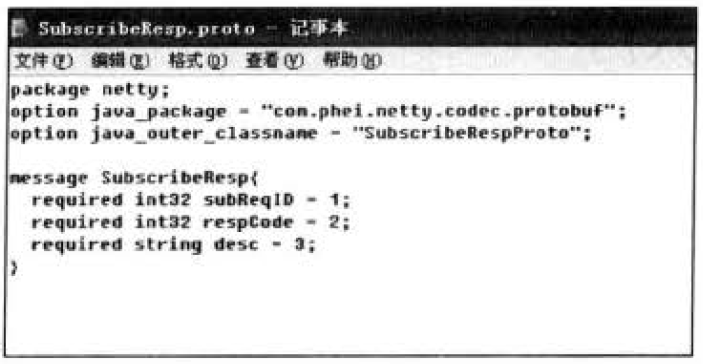 SubscribeResp.proto - 记事本
文件(F) 编辑(E) 格式(O) 查看(V) 帮助(H)
package netty;
option java_package = "com.phei.netty.codec.protobuf";
option java_outer_classname = "SubscribeRespProto";
message SubscribeResp{
required int32 subReqID = 1;
required int32 respCode = 2;
required string desc = 3;
}